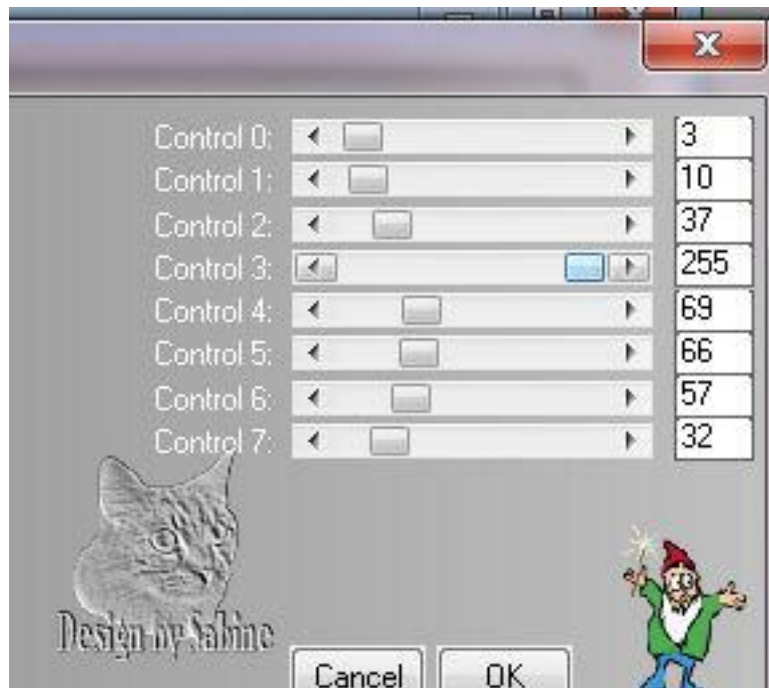 Control 0: 3
Control 1: 10
Control 2: 37
Control 3: 255
Control 4: 69
Control 5: 66
Control 6: 57
Control 7: 32
Design by Sabine
Cancel OK